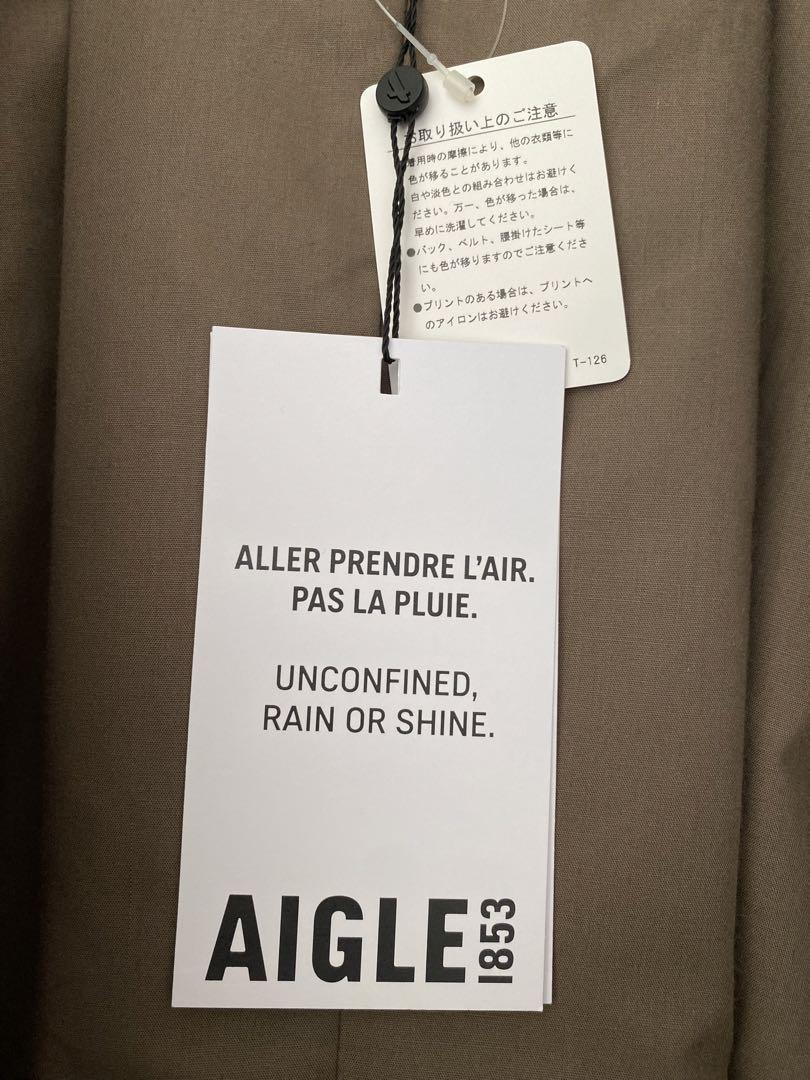 お取り扱い上のご注意
着用時の摩擦により、他の衣類等に
色が移ることがあります。
白や淡色との組み合わせはお避けく
ださい。万一、色が移った場合は、
早めに洗濯してください。
●バック、ベルト、腰掛けたシート等
にも色が移りますのでご注意くださ
い。
●プリントのある場合は、プリントへ
のアイロンはお避けください。
T-126
ALLER PRENDRE L’AIR.
PAS LA PLUIE.
UNCONFINED,
RAIN OR SHINE.
AIGLE
1853